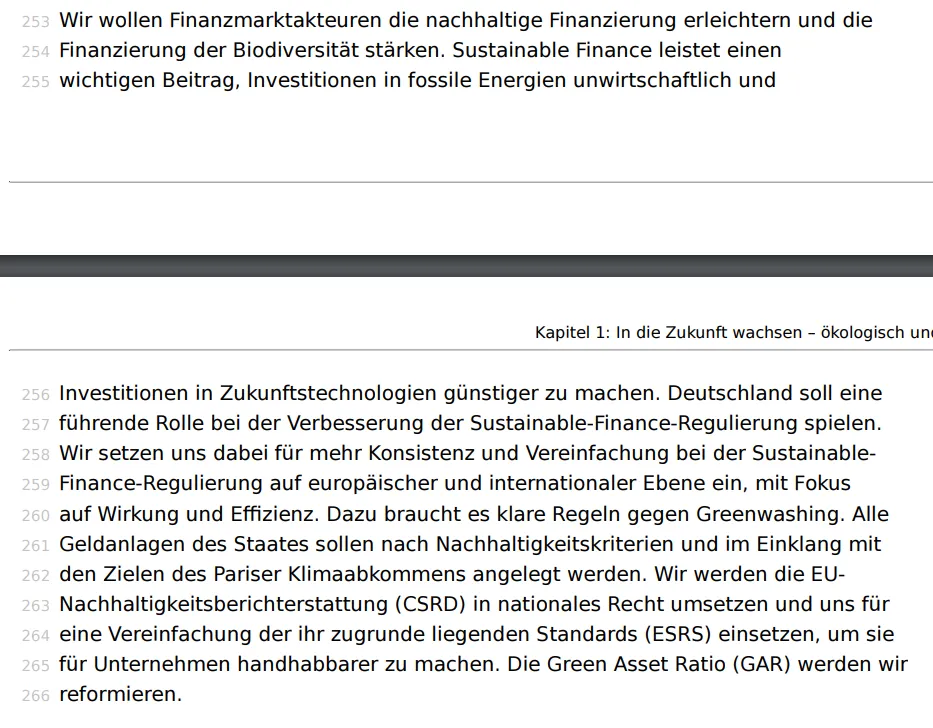 253 Wir wollen Finanzmarktakteuren die nachhaltige Finanzierung erleichtern und die
254 Finanzierung der Biodiversität stärken. Sustainable Finance leistet einen
255 wichtigen Beitrag, Investitionen in fossile Energien unwirtschaftlich und
Kapitel 1: In die Zukunft wachsen – ökologisch und
256 Investitionen in Zukunftstechnologien günstiger zu machen. Deutschland soll eine
257 führende Rolle bei der Verbesserung der Sustainable-Finance-Regulierung spielen.
258 Wir setzen uns dabei für mehr Konsistenz und Vereinfachung bei der Sustainable-
259 Finance-Regulierung auf europäischer und internationaler Ebene ein, mit Fokus
260 auf Wirkung und Effizienz. Dazu braucht es klare Regeln gegen Greenwashing. Alle
261 Geldanlagen des Staates sollen nach Nachhaltigkeitskriterien und im Einklang mit
262 den Zielen des Pariser Klimaabkommens angelegt werden. Wir werden die EU-
263 Nachhaltigkeitsberichterstattung (CSRD) in nationales Recht umsetzen und uns für
264 eine Vereinfachung der ihr zugrunde liegenden Standards (ESRS) einsetzen, um sie
265 für Unternehmen handhabbarer zu machen. Die Green Asset Ratio (GAR) werden wir
266 reformieren.